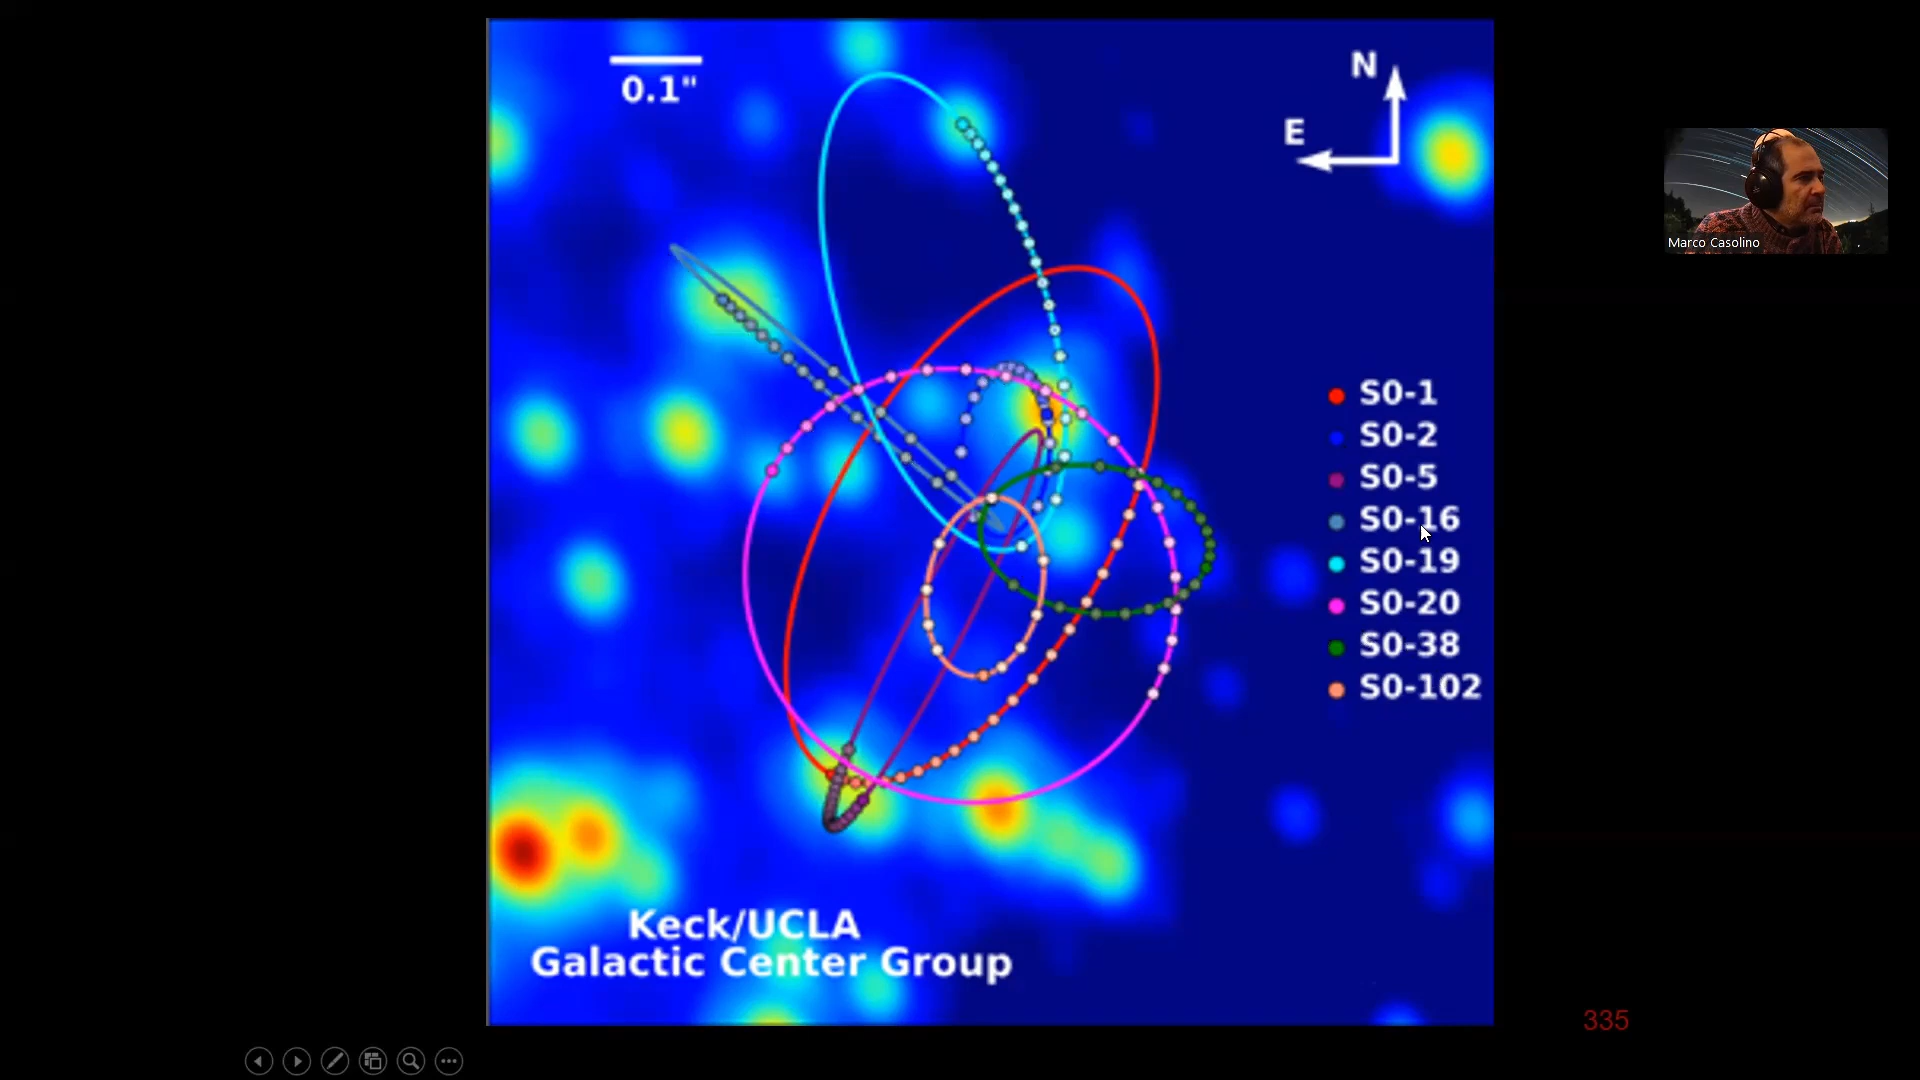 0.1"
N
E
Marco Casolino
S0-1
S0-2
S0-5
S0-16
S0-19
S0-20
S0-38
S0-102
Keck/UCLA
Galactic Center Group
335